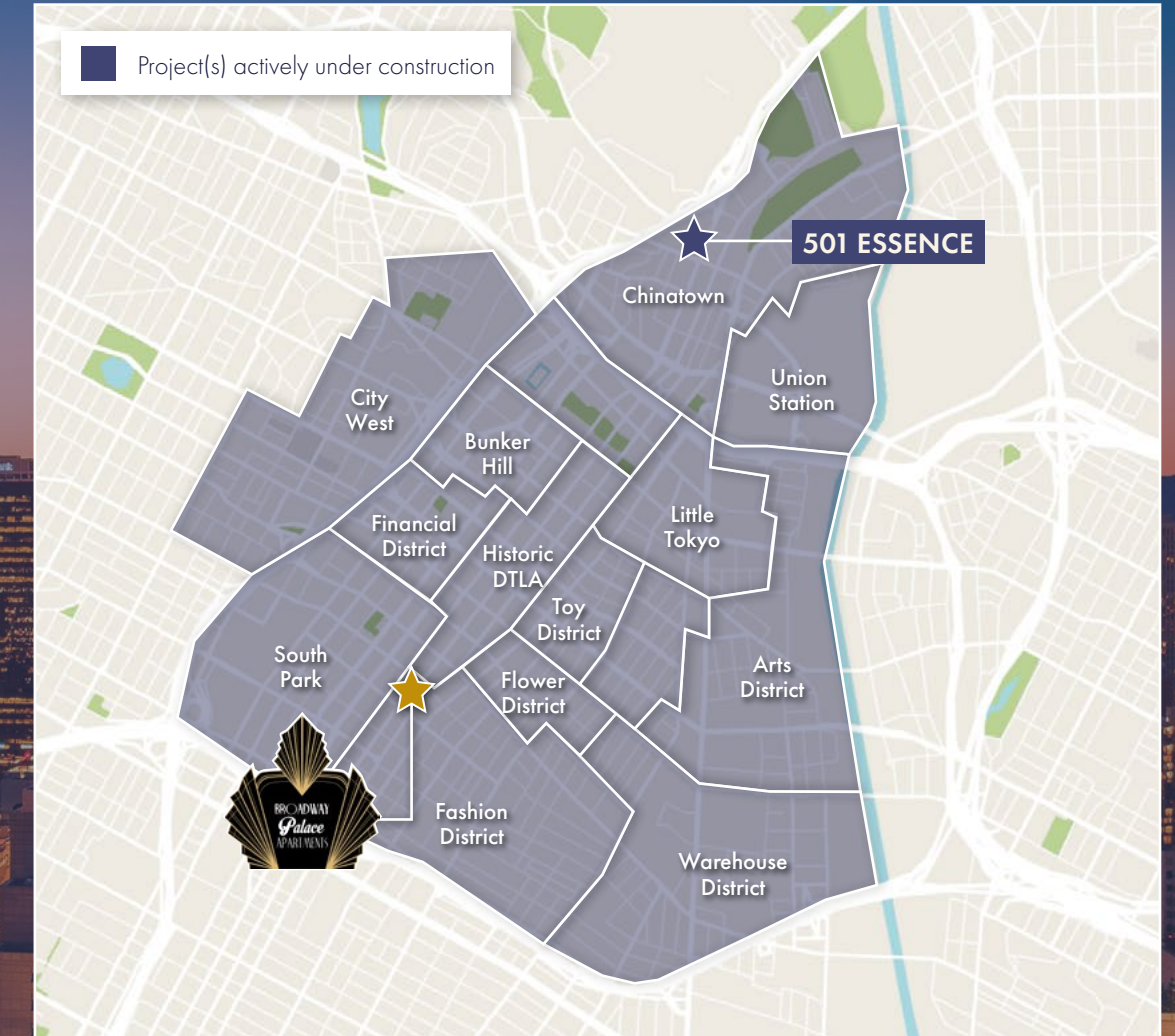 Project(s) actively under construction
501 ESSENCE
Chinatown
Union
Station
City
West
Bunker
Hill
Financial
District
Historic
DTLA
Little
Tokyo
Toy
District
South
Park
Flower
District
Arts
District
BROADWAY
Palace
APARTMENTS
Fashion
District
Warehouse
District